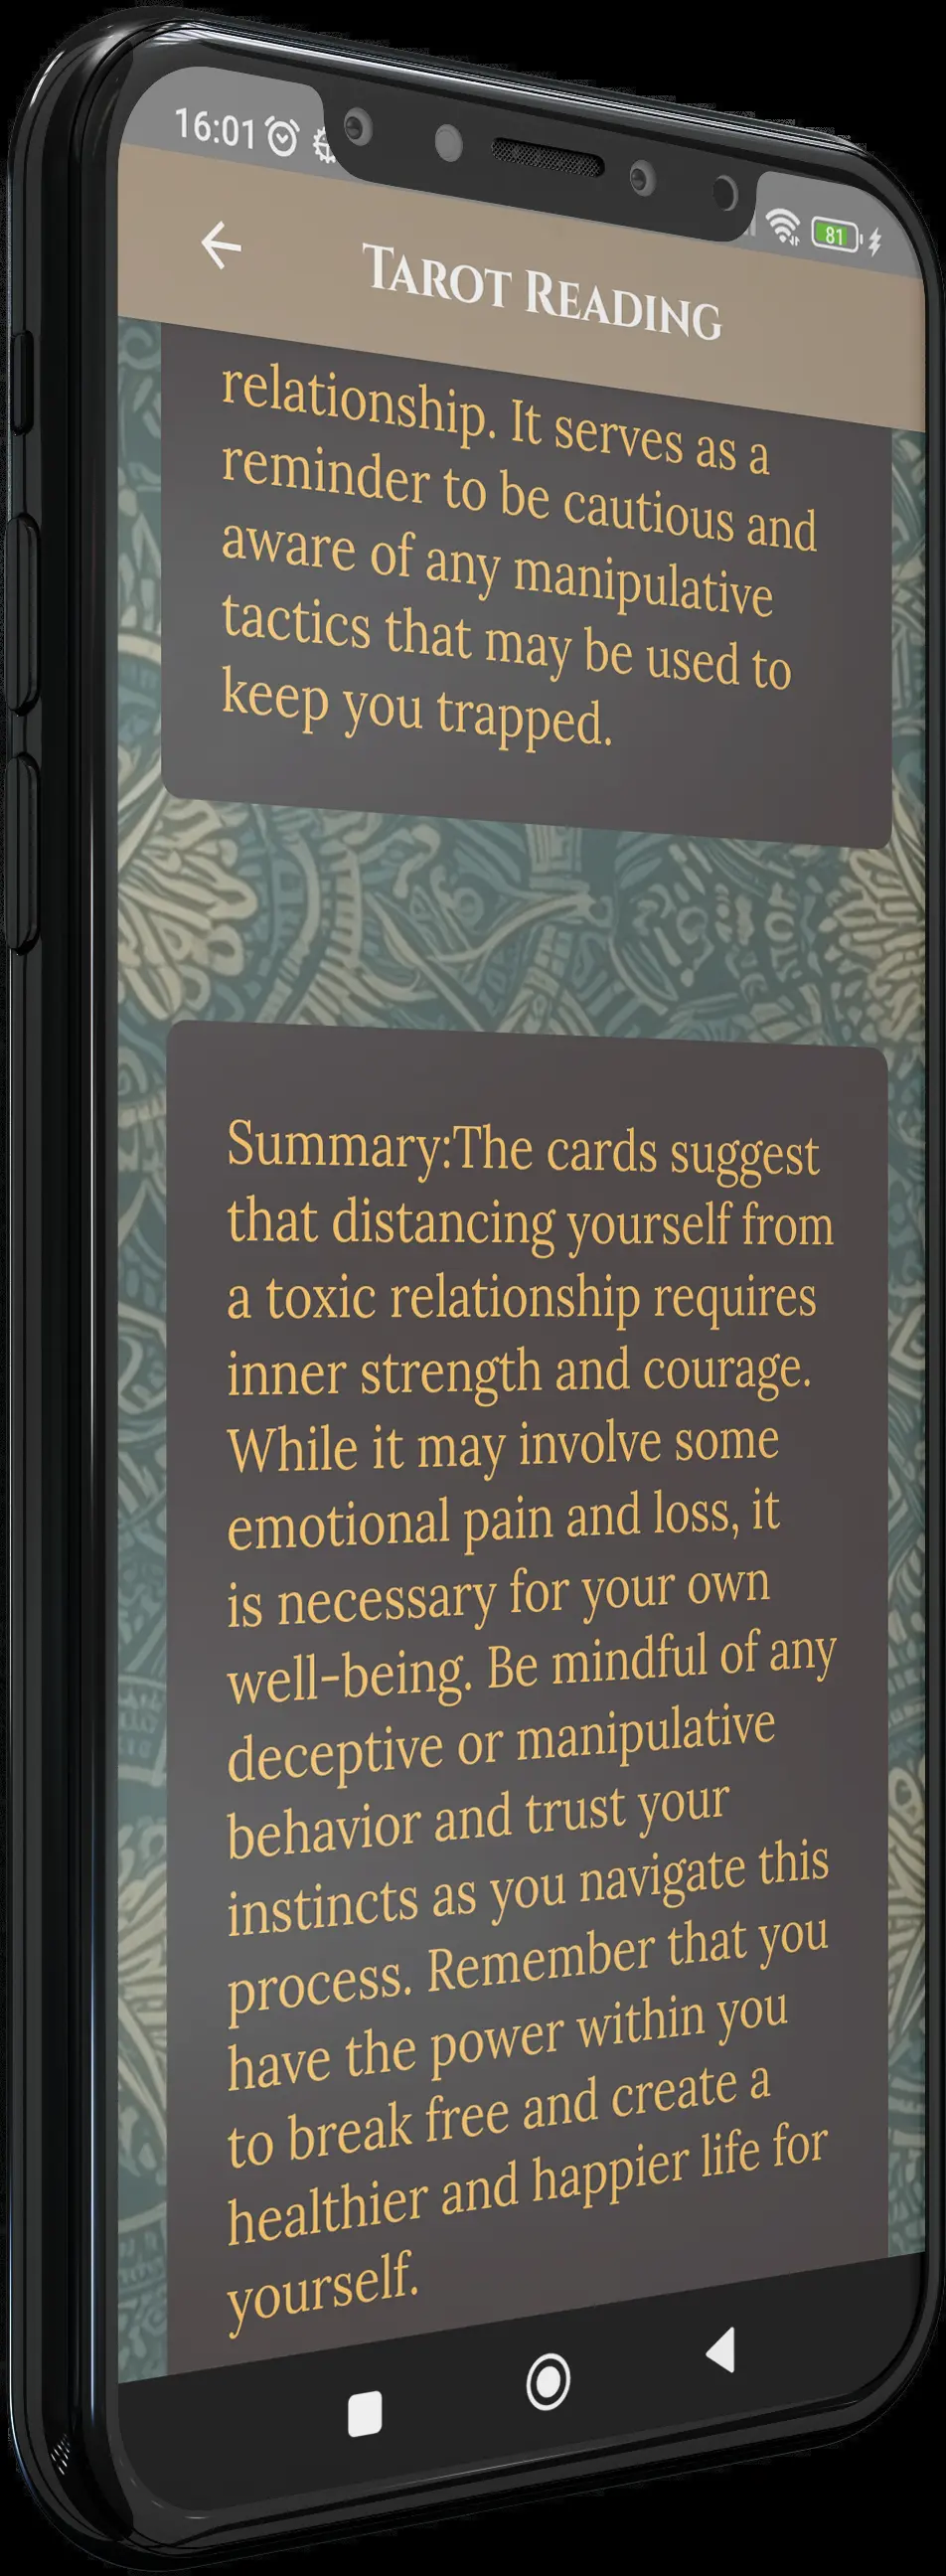 16:01
81
Tarot Reading
relationship. It serves as a
reminder to be cautious and
aware of any manipulative
tactics that may be used to
keep you trapped.
Summary:The cards suggest
that distancing yourself from
a toxic relationship requires
inner strength and courage.
While it may involve some
emotional pain and loss, it
is necessary for your own
well-being. Be mindful of any
deceptive or manipulative
behavior and trust your
instincts as you navigate this
process. Remember that you
have the power within you
to break free and create a
healthier and happier life for
yourself.